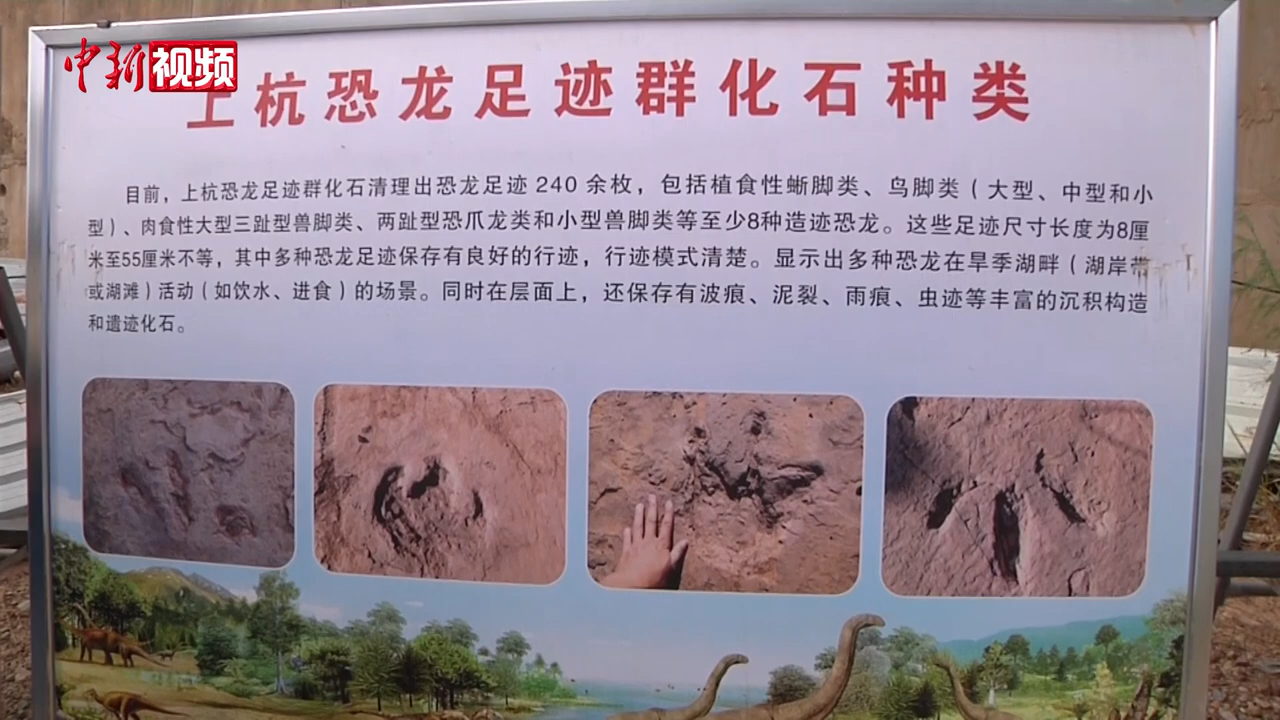 中新视频
上杭恐龙足迹群化石种类
目前，上杭恐龙足迹群化石清理出恐龙足迹 240 余枚，包括植食性蜥脚类、鸟脚类（大型、中型和小
型）、肉食性大型三趾型兽脚类、两趾型恐爪龙类和小型兽脚类等至少8种造迹恐龙。这些足迹尺寸长度为8厘
米至55厘米不等，其中多种恐龙足迹保存有良好的行迹，行迹模式清楚。显示出多种恐龙在旱季湖畔（湖岸带
或湖滩）活动（如饮水、进食）的场景。同时在层面上，还保存有波痕、泥裂、雨痕、虫迹等丰富的沉积构造
和遗迹化石。